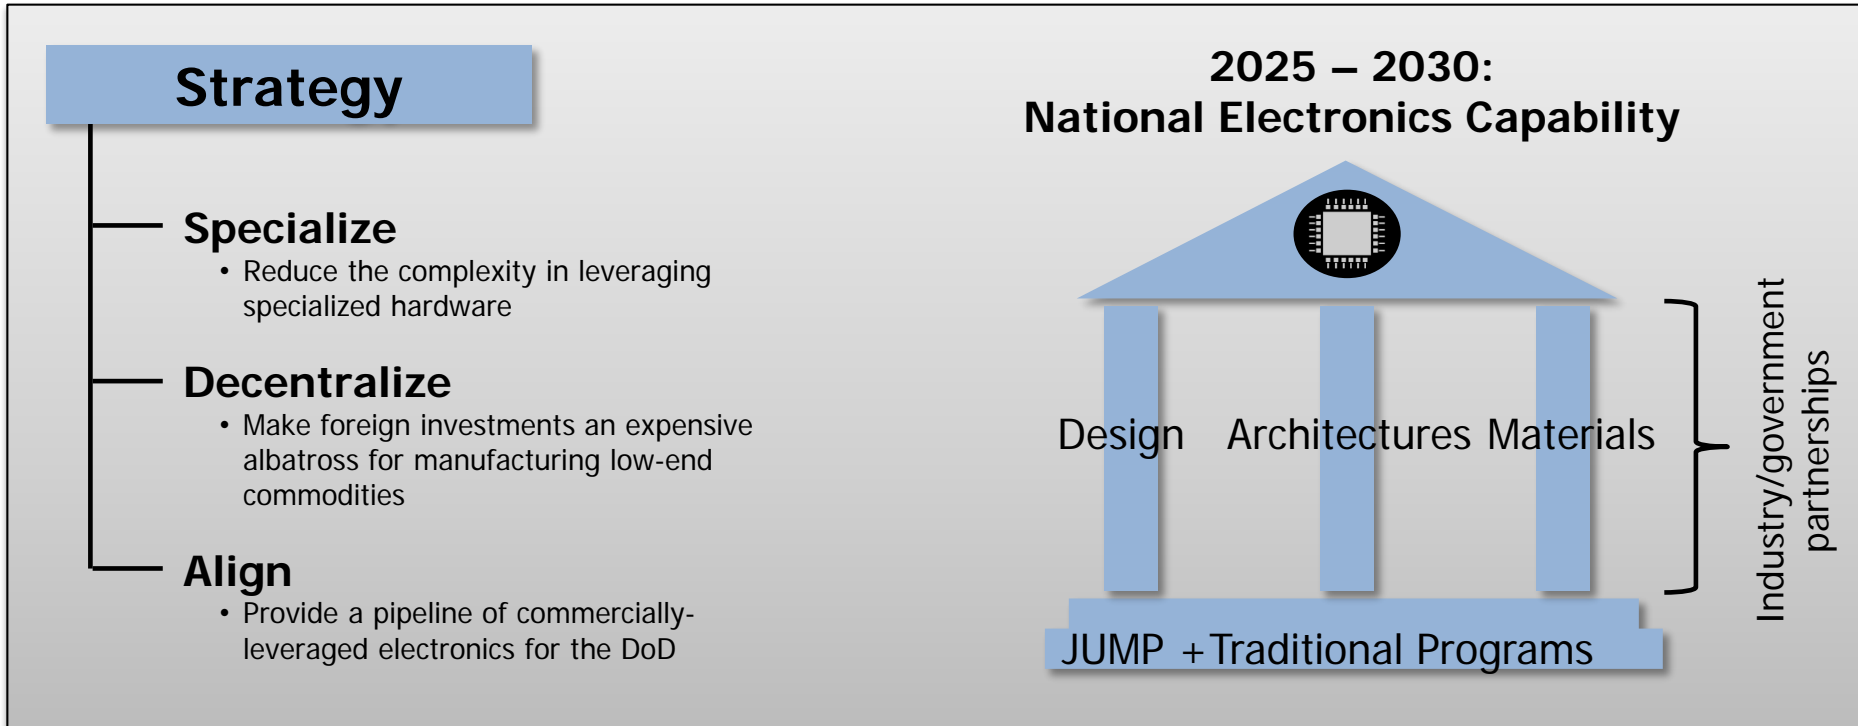 Strategy
Specialize
• Reduce the complexity in leveraging
specialized hardware
Decentralize
• Make foreign investments an expensive
albatross for manufacturing low-end
commodities
Align
• Provide a pipeline of commercially-
leveraged electronics for the DoD
2025 – 2030:
National Electronics Capability
Design
Architectures
Materials
JUMP + Traditional Programs
Industry/government
partnerships